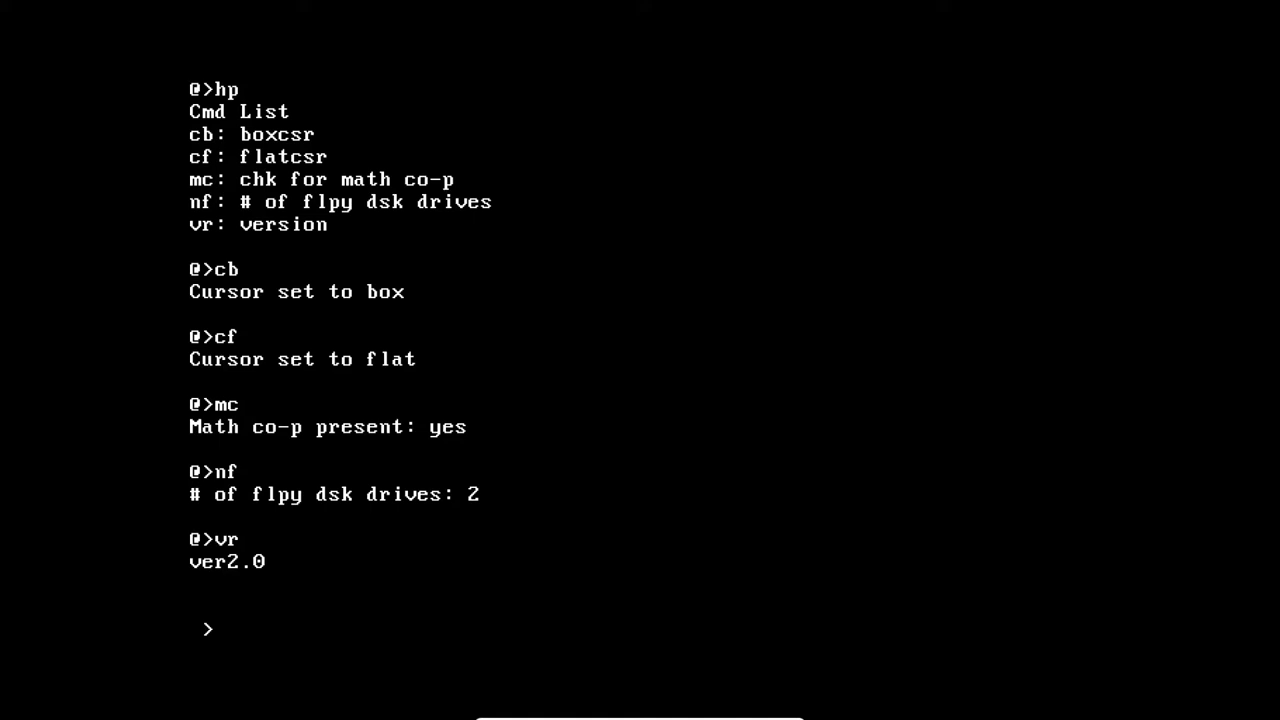 @>hp
Cmd List
cb: boxcsr
cf: flatcsr
mc: chk for math co-p
nf: # of flpy dsk drives
vr: version
@>cb
Cursor set to box
@>cf
Cursor set to flat
@>mc
Math co-p present: yes
@>nf
# of flpy dsk drives: 2
@>vr
ver2.0
>